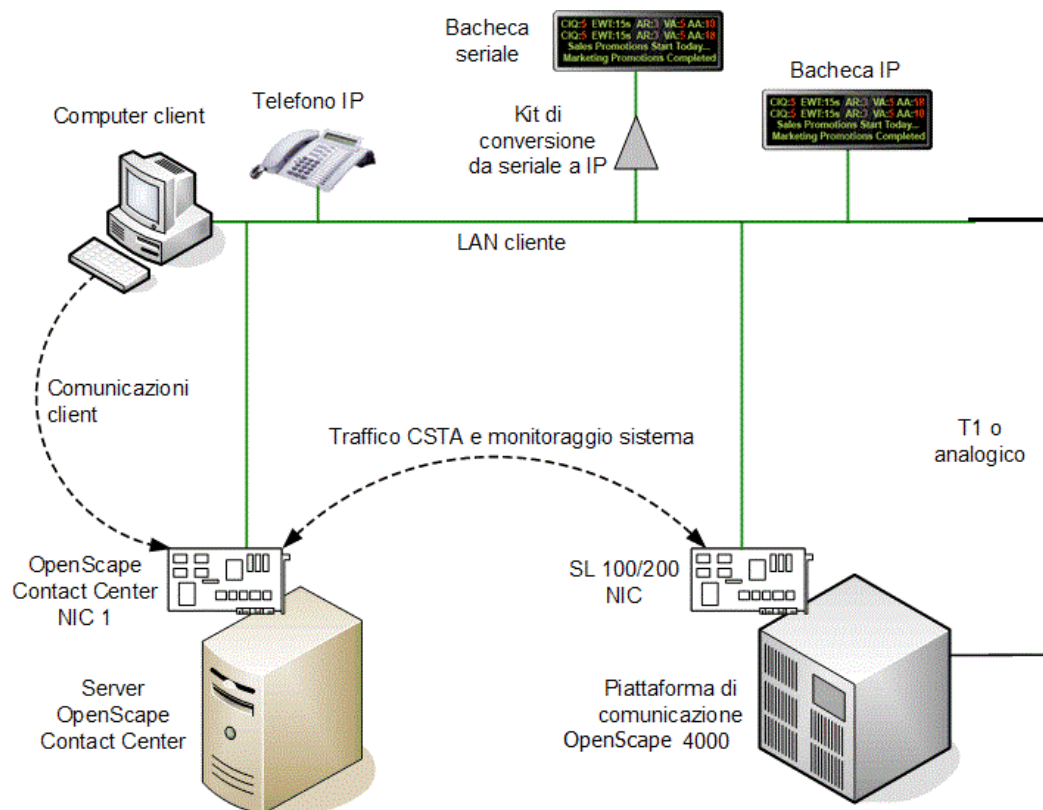 Bacheca
seriale
CIQ:5 EWT:15s AR:3 VA:5 AA:18
CIQ:5 EWT:15s AR:3 VA:5 AA:18
Sales Promotions Start Today...
Marketing Promotions Completed
Bacheca IP
CIQ:5 EWT:15s AR:3 VA:5 AA:18
CIQ:5 EWT:15s AR:3 VA:5 AA:18
Sales Promotions Start Today...
Marketing Promotions Completed
Telefono IP
Computer client
Kit di
conversione
da seriale a IP
LAN cliente
Comunicazioni
client
Traffico CSTA e monitoraggio sistema
T1 o
analogico
OpenScape
Contact Center
NIC 1
SL 100/200
NIC
Server
OpenScape
Contact Center
Piattaforma di
comunicazione
OpenScape 4000